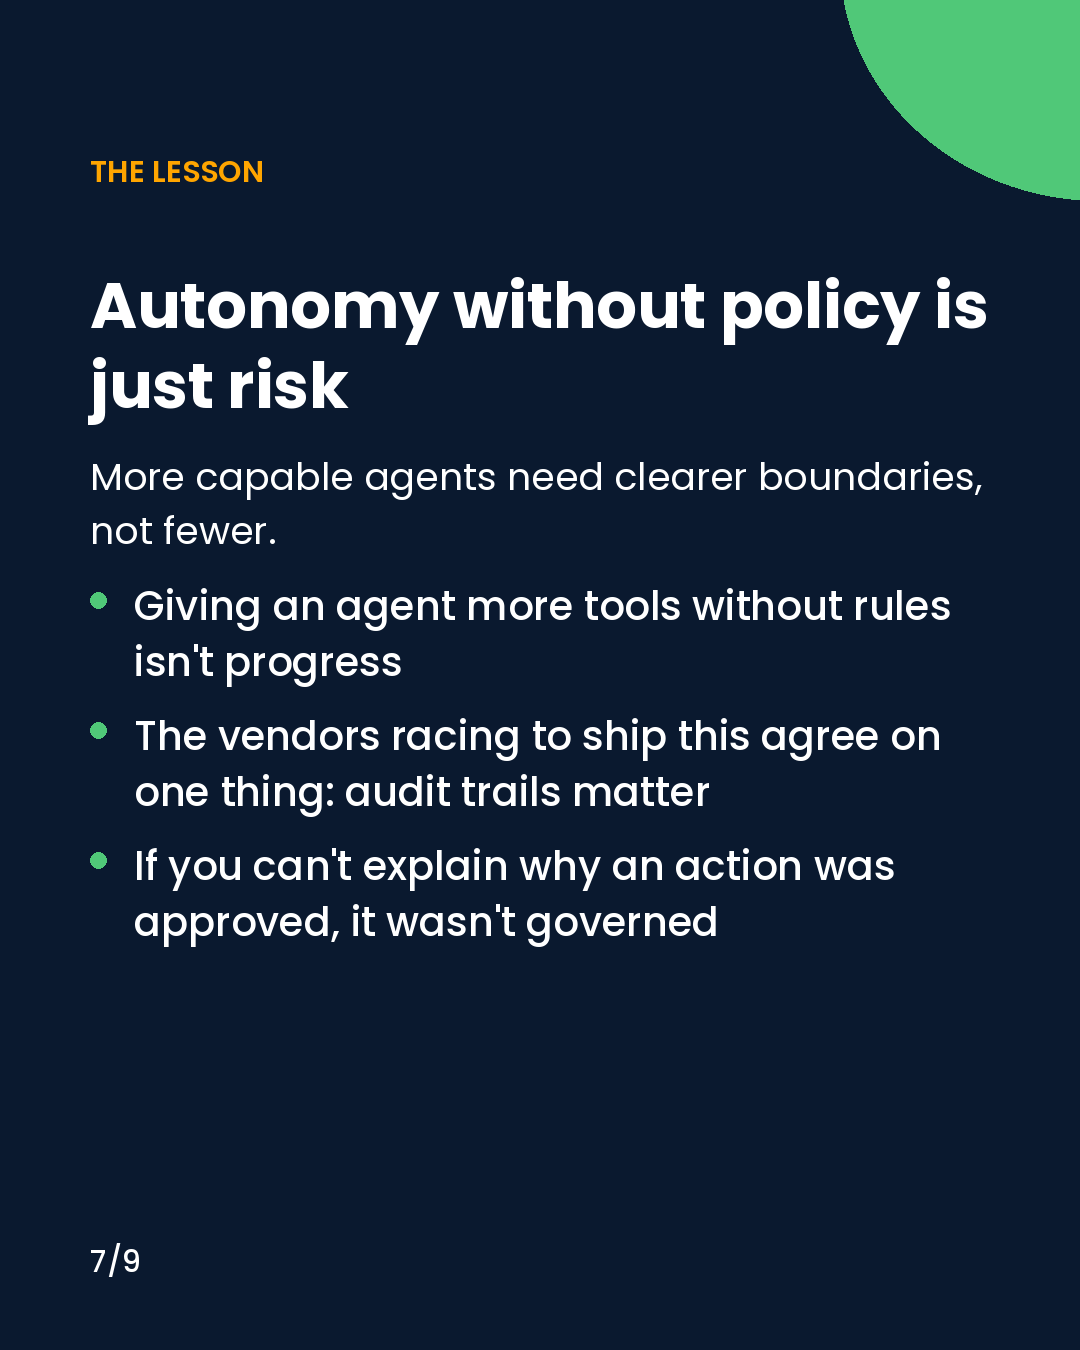 THE LESSON
Autonomy without policy is
just risk
More capable agents need clearer boundaries,
not fewer.
Giving an agent more tools without rules
isn't progress
The vendors racing to ship this agree on
one thing: audit trails matter
If you can't explain why an action was
approved, it wasn't governed
7/9